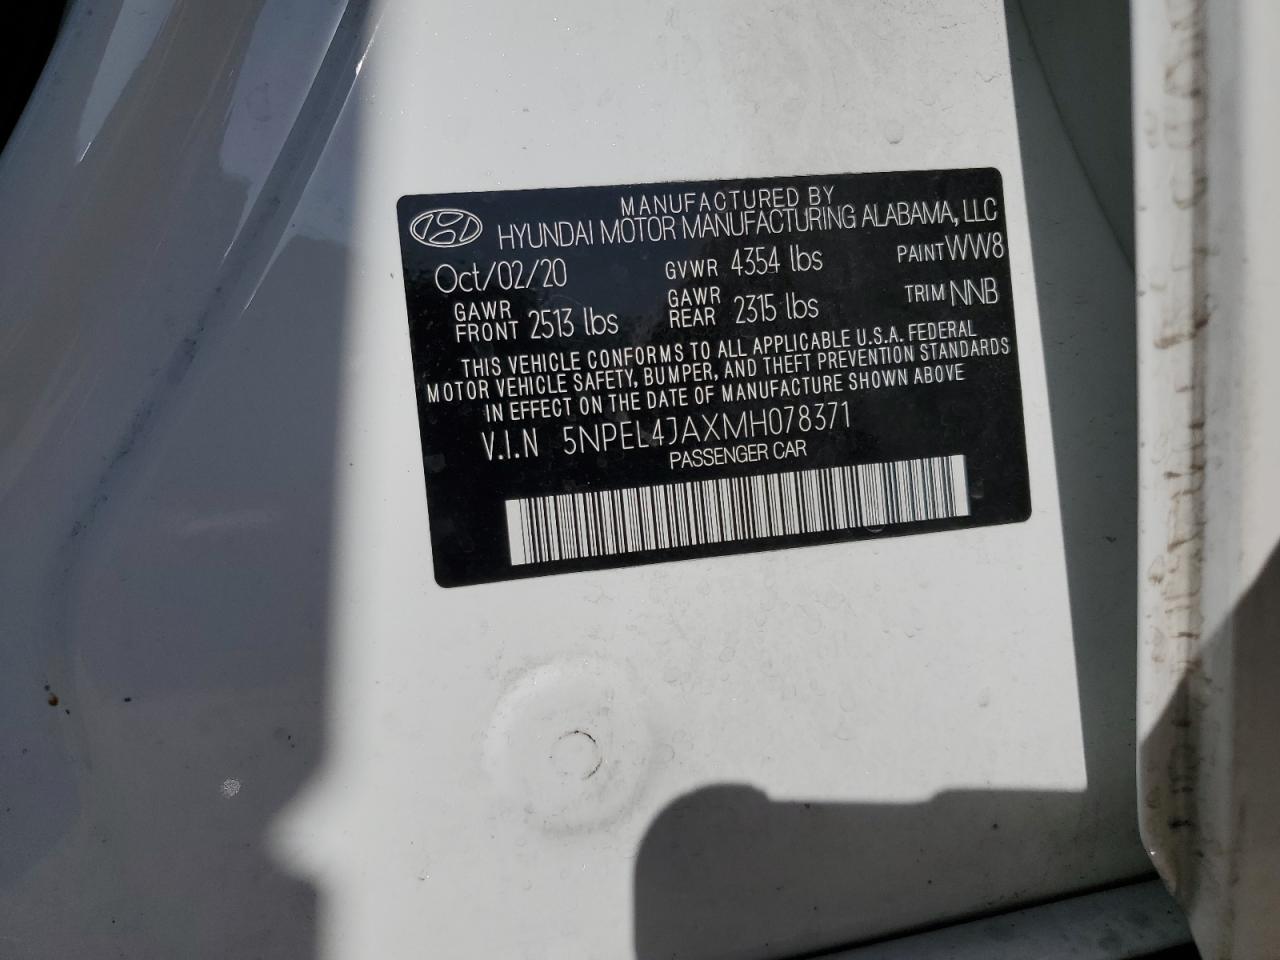 MANUFACTURED BY
HYUNDAI MOTOR MANUFACTURING ALABAMA, LLC
Oct/02/20 GVWR 4354 lbs PAINT WW8
GAWR FRONT 2513 lbs GAWR REAR 2315 lbs TRIM NNB
THIS VEHICLE CONFORMS TO ALL APPLICABLE U.S.A. FEDERAL
MOTOR VEHICLE SAFETY, BUMPER, AND THEFT PREVENTION STANDARDS
IN EFFECT ON THE DATE OF MANUFACTURE SHOWN ABOVE
V.I.N 5NPEL4JAXMH078371
PASSENGER CAR